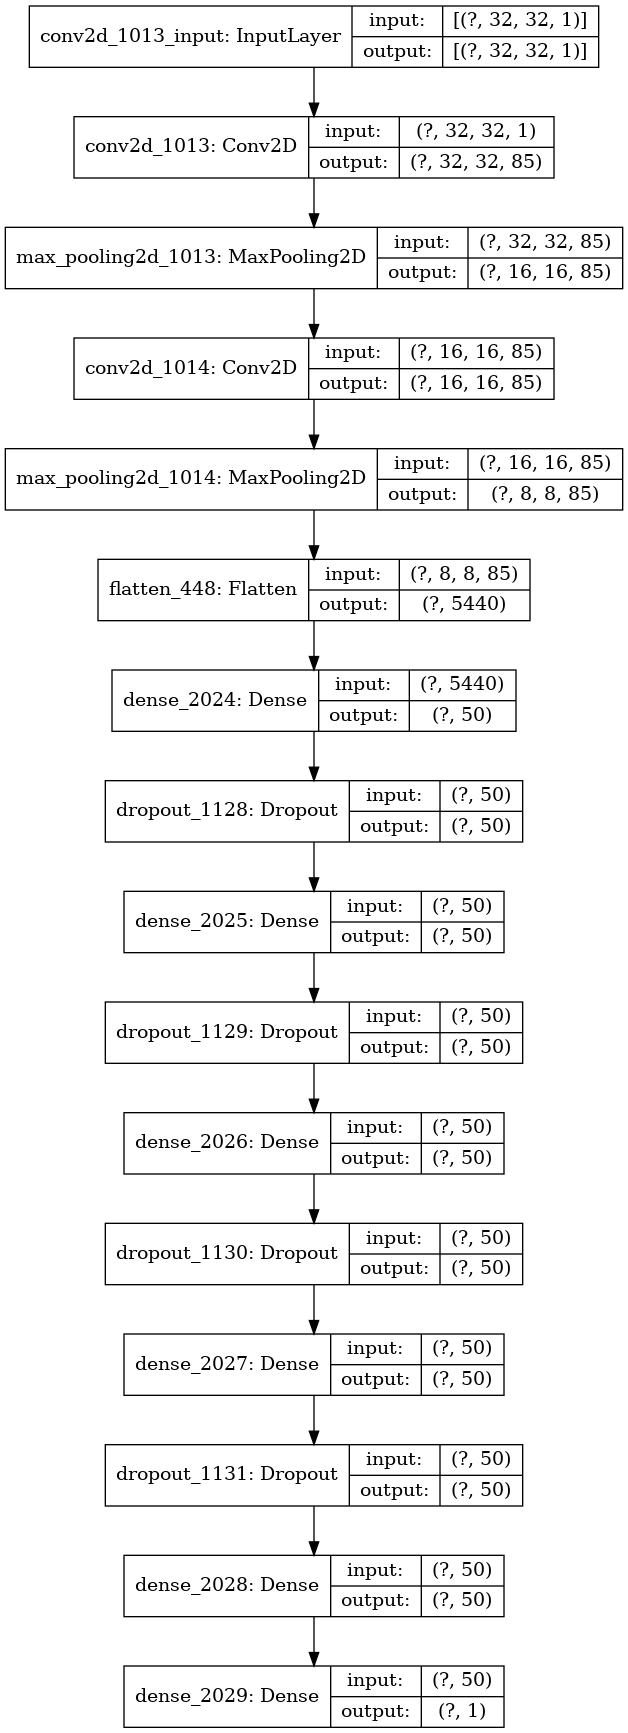 conv2d_1013_input: InputLayer
input:
[(?, 32, 32, 1)]
output:
[(?, 32, 32, 1)]
conv2d_1013: Conv2D
input:
(?, 32, 32, 1)
output:
(?, 32, 32, 85)
max_pooling2d_1013: MaxPooling2D
input:
(?, 32, 32, 85)
output:
(?, 16, 16, 85)
conv2d_1014: Conv2D
input:
(?, 16, 16, 85)
output:
(?, 16, 16, 85)
max_pooling2d_1014: MaxPooling2D
input:
(?, 16, 16, 85)
output:
(?, 8, 8, 85)
flatten_448: Flatten
input:
(?, 8, 8, 85)
output:
(?, 5440)
dense_2024: Dense
input:
(?, 5440)
output:
(?, 50)
dropout_1128: Dropout
input:
(?, 50)
output:
(?, 50)
dense_2025: Dense
input:
(?, 50)
output:
(?, 50)
dropout_1129: Dropout
input:
(?, 50)
output:
(?, 50)
dense_2026: Dense
input:
(?, 50)
output:
(?, 50)
dropout_1130: Dropout
input:
(?, 50)
output:
(?, 50)
dense_2027: Dense
input:
(?, 50)
output:
(?, 50)
dropout_1131: Dropout
input:
(?, 50)
output:
(?, 50)
dense_2028: Dense
input:
(?, 50)
output:
(?, 50)
dense_2029: Dense
input:
(?, 50)
output:
(?, 1)